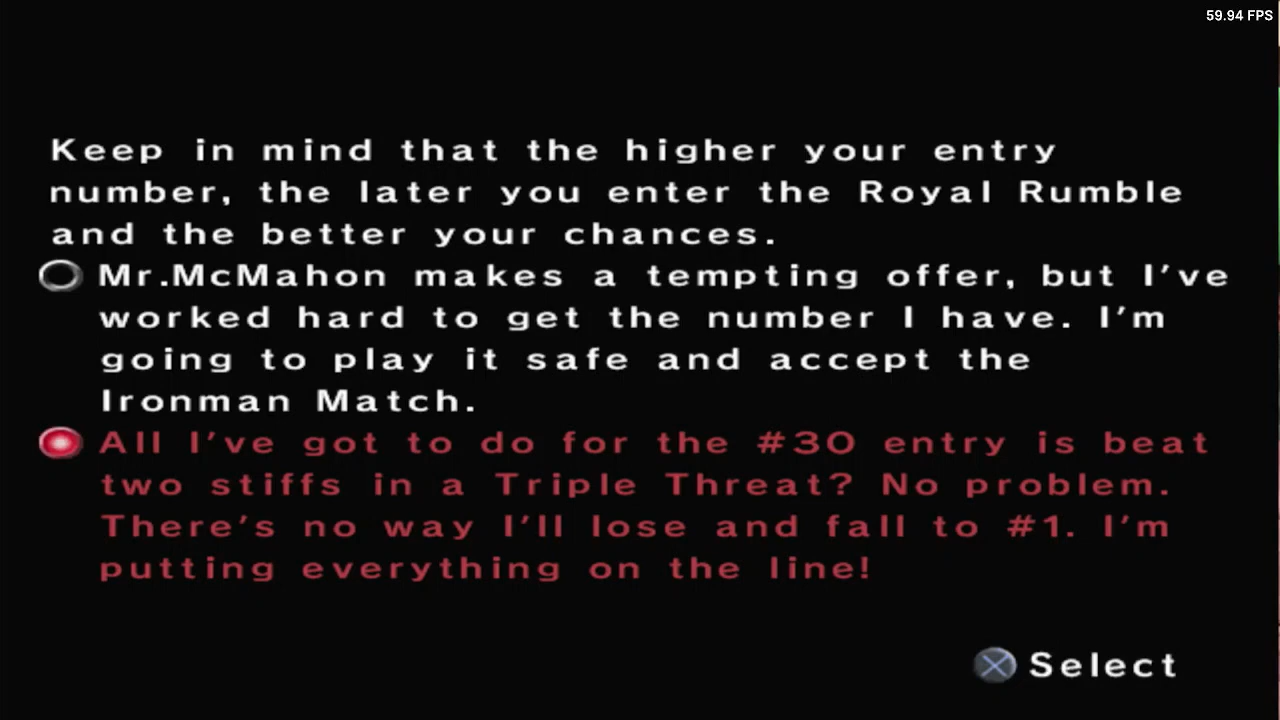 59.94 FPS
Keep in mind that the higher your entry
number, the later you enter the Royal Rumble
and the better your chances.
Mr.McMahon makes a tempting offer, but I've
worked hard to get the number I have. I'm
going to play it safe and accept the
Ironman Match.
All I've got to do for the #30 entry is beat
two stiffs in a Triple Threat? No problem.
There's no way I'll lose and fall to #1. I'm
putting everything on the line!
Select